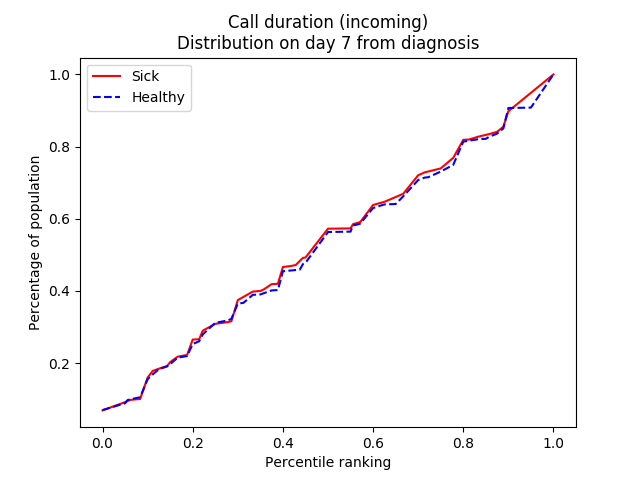 Call duration (incoming)
Distribution on day 7 from diagnosis
Sick
Healthy
Percentage of population
1.0
0.8
0.6
0.4
0.2
0.0
0.2
0.4
0.6
0.8
1.0
Percentile ranking